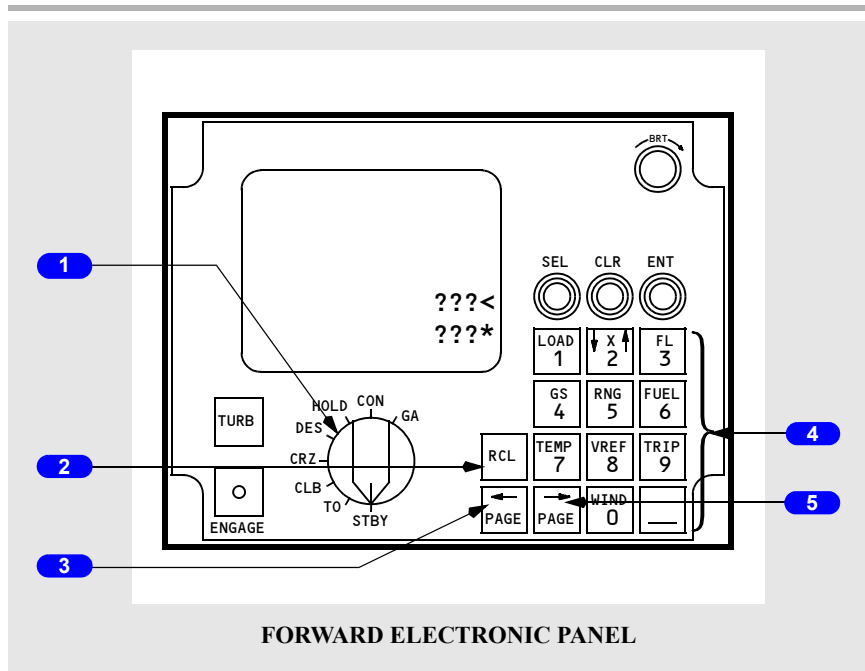 BRT
SEL CLR ENT
???<
???*
LOAD 1
X 2
FL 3
GS 4
RNG 5
FUEL 6
TURB
HOLD CON GA
DES
CRZ
CLB
TO
STBY
RCL
TEMP 7
VREF 8
TRIP 9
ENGAGE
← PAGE
→ PAGE
WIND 0
__
1
2
3
4
5
FORWARD ELECTRONIC PANEL